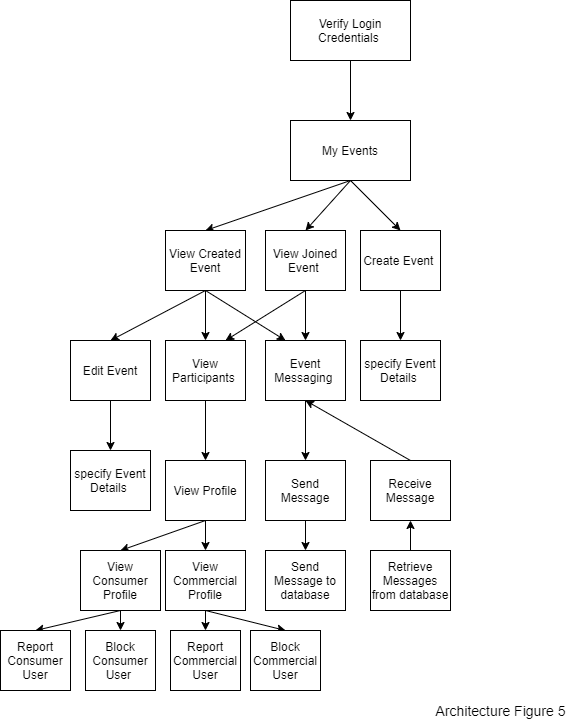 Verify Login
Credentials
My Events
View Created
Event
View Joined
Event
Create Event
Edit Event
View
Participants
Event
Messaging
specify Event
Details
specify Event
Details
View Profile
Send
Message
Receive
Message
View
Consumer
Profile
View
Commercial
Profile
Send
Message to
database
Retrieve
Messages
from database
Report
Consumer
User
Block
Consumer
User
Report
Commercial
User
Block
Commercial
User
Architecture Figure 5